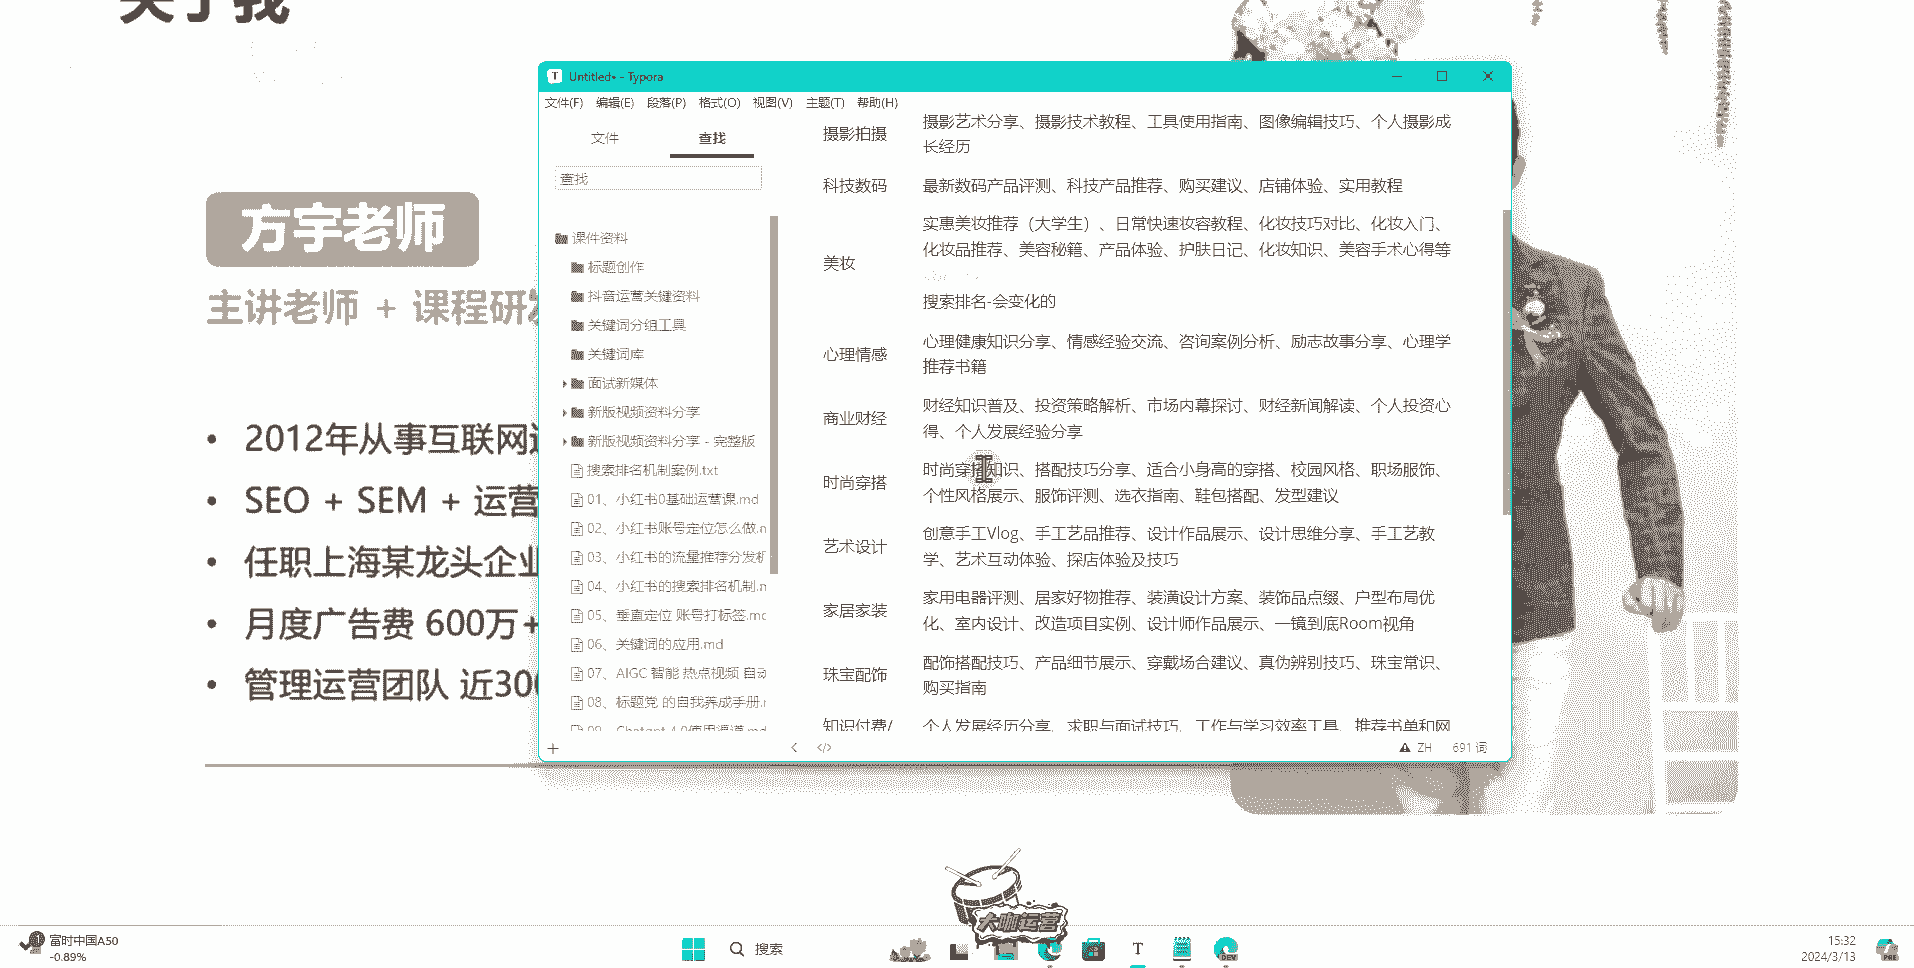 关于我
方宇老师
主讲老师 + 课程研发
• 2012年从事互联网
• SEO + SEM + 运营
• 任职上海某龙头企业
• 月度广告费 600万+
• 管理运营团队 近300
Untitled• - Typora
文件(F) 编辑(E) 段落(P) 格式(O) 视图(V) 主题(T) 帮助(H)
文件 查找
查找
课件资料
标题创作
抖音运营关键资料
关键词分组工具
关键词库
面试新媒体
新版视频资料分享
新版视频资料分享 - 完整版
搜索排名机制案例.txt
01、小红书0基础运营课.md
02、小红书账号定位怎么做.n
03、小红书的流量推荐分发机
04、小红书的搜索排名机制.n
05、垂直定位 账号打标签.mc
06、关键词的应用.md
07、AIGC 智能 热点视频 自动
08、标题党 的自我养成手册.r
09、Chatgpt 4.0使用渠道.md
摄影拍摄
摄影艺术分享、摄影技术教程、工具使用指南、图像编辑技巧、个人摄影成
长经历
科技数码
最新数码产品评测、科技产品推荐、购买建议、店铺体验、实用教程
美妆
实惠美妆推荐（大学生）、日常快速妆容教程、化妆技巧对比、化妆入门、
化妆品推荐、美容秘籍、产品体验、护肤日记、化妆知识、美容手术心得等
搜索排名-会变化的
心理情感
心理健康知识分享、情感经验交流、咨询案例分析、励志故事分享、心理学
推荐书籍
商业财经
财经知识普及、投资策略解析、市场内幕探讨、财经新闻解读、个人投资心
得、个人发展经验分享
时尚穿搭
时尚穿搭知识、搭配技巧分享、适合小身高的穿搭、校园风格、职场服饰、
个性风格展示、服饰评测、选衣指南、鞋包搭配、发型建议
艺术设计
创意手工Vlog、手工艺品推荐、设计作品展示、设计思维分享、手工艺教
学、艺术互动体验、探店体验及技巧
家居家装
家用电器评测、居家好物推荐、装潢设计方案、装饰品点缀、户型布局优
化、室内设计、改造项目实例、设计师作品展示、一镜到底Room视角
珠宝配饰
配饰搭配技巧、产品细节展示、穿戴场合建议、真伪辨别技巧、珠宝常识、
购买指南
知识付费/
个人发展经历分享、求职与面试技巧、工作与学习效率工具、推荐书单和网
ZH 691 词
大咖运营
富时中国A50
-0.89%
搜索
DEV
15:32
2024/3/13
PRE